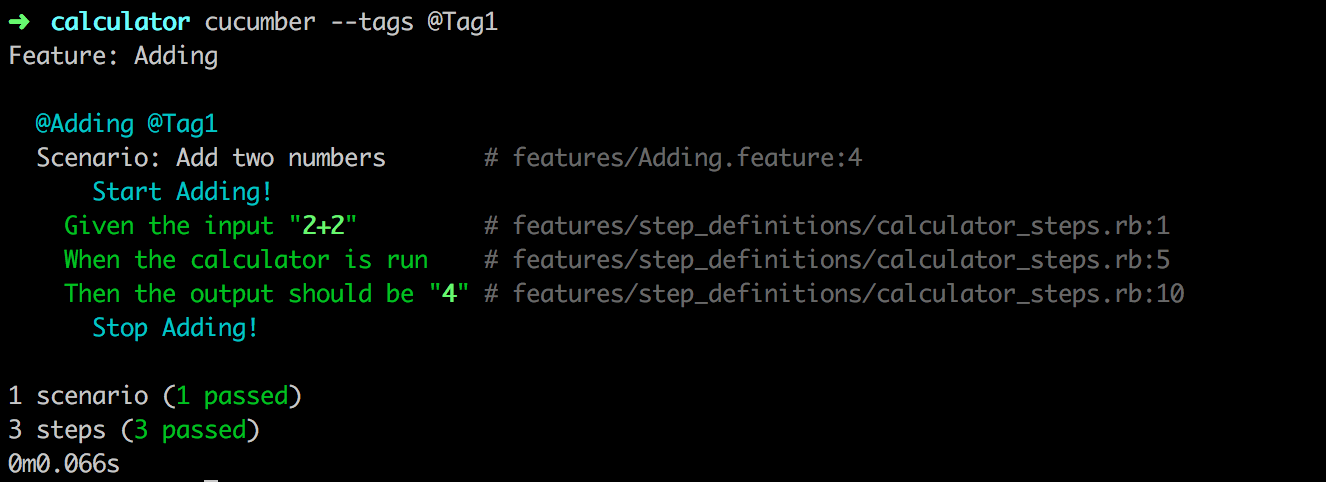 ➜ calculator cucumber --tags @Tag1
Feature: Adding
@Adding @Tag1
Scenario: Add two numbers # features/Adding.feature:4
Start Adding!
Given the input "2+2" # features/step_definitions/calculator_steps.rb:1
When the calculator is run # features/step_definitions/calculator_steps.rb:5
Then the output should be "4" # features/step_definitions/calculator_steps.rb:10
Stop Adding!
1 scenario (1 passed)
3 steps (3 passed)
0m0.066s